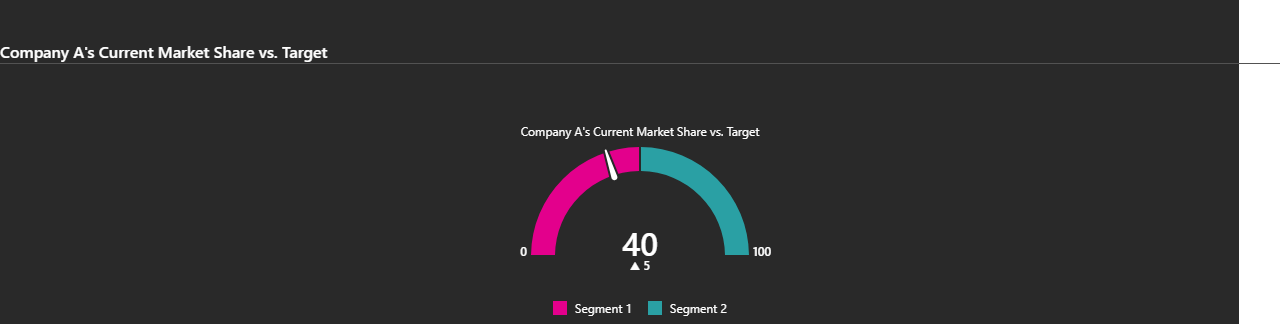 Company A's Current Market Share vs. Target
Company A's Current Market Share vs. Target
0
40
100
▲ 5
Segment 1
Segment 2